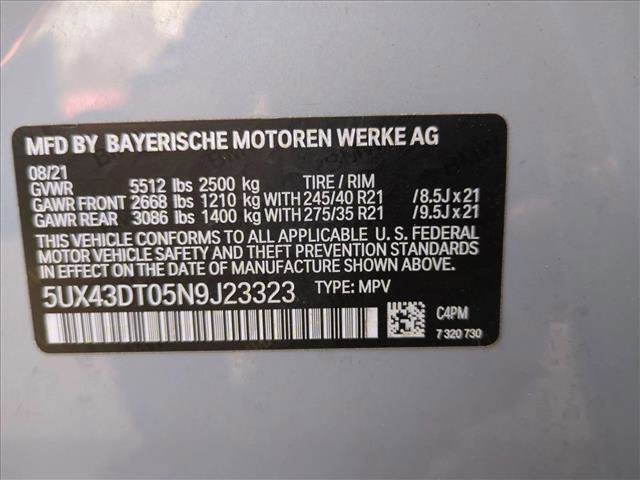 MFD BY BAYERISCHE MOTOREN WERKE AG
08/21
GVWR 5512 lbs 2500 kg TIRE / RIM
GAWR FRONT 2668 lbs 1210 kg WITH 245/40 R21 /8.5J x 21
GAWR REAR 3086 lbs 1400 kg WITH 275/35 R21 /9.5J x 21
THIS VEHICLE CONFORMS TO ALL APPLICABLE U. S. FEDERAL
MOTOR VEHICLE SAFETY AND THEFT PREVENTION STANDARDS
IN EFFECT ON THE DATE OF MANUFACTURE SHOWN ABOVE.
5UX43DT05N9J23323 TYPE: MPV
C4PM
7 320 730